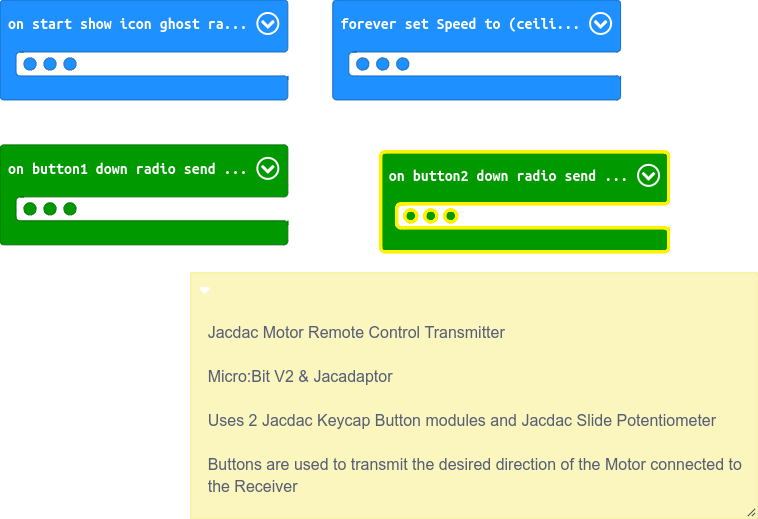 on start show icon ghost ra...
forever set Speed to (ceili...
on button1 down radio send ...
on button2 down radio send ...
Jacdac Motor Remote Control Transmitter
Micro:Bit V2 & Jacadaptor
Uses 2 Jacdac Keycap Button modules and Jacdac Slide Potentiometer
Buttons are used to transmit the desired direction of the Motor connected to
the Receiver